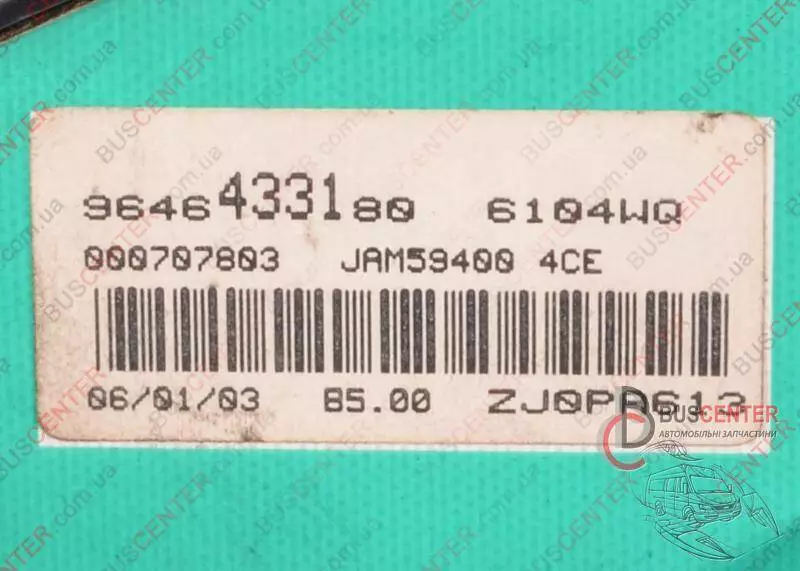 9646433180 6104WQ
000707803 JAM59400 4CE
06/01/03 B5.00 ZJ0PA613
BUSCENTER
АВТОМОБІЛЬНІ ЗАПЧАСТИНИ
BUSCENTER.com.ua